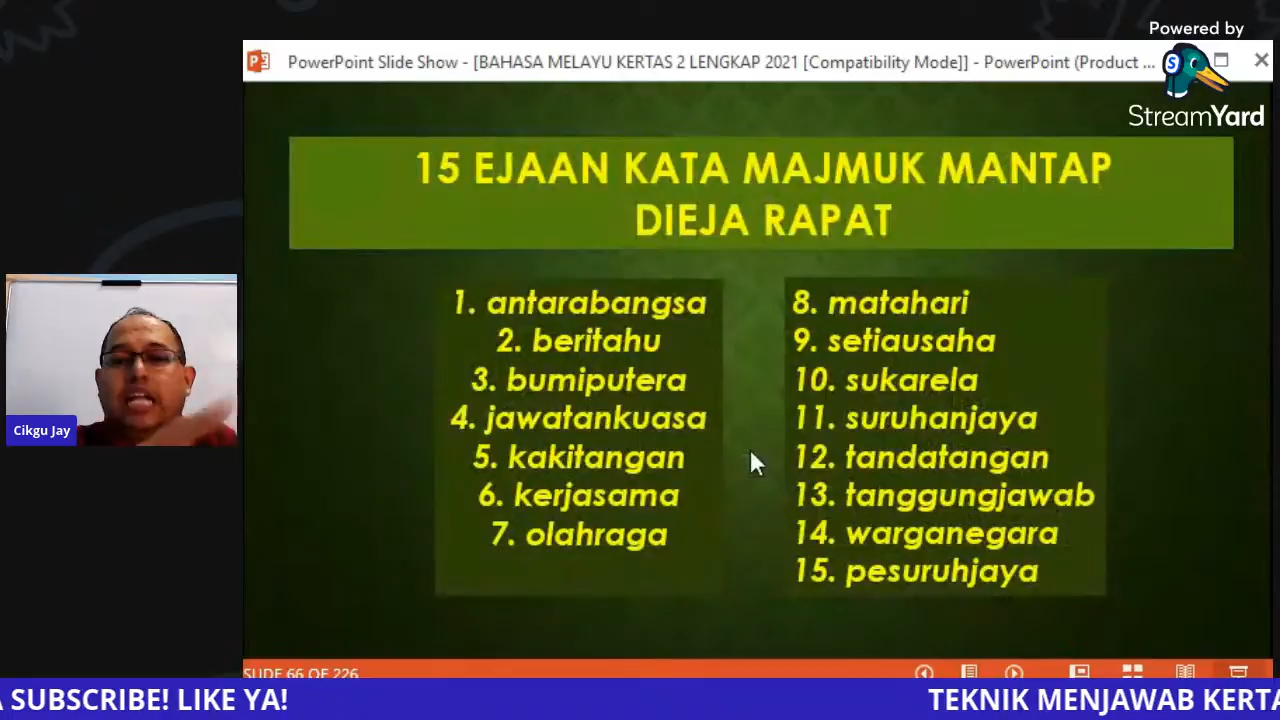 Powered by
StreamYard
PowerPoint Slide Show - [BAHASA MELAYU KERTAS 2 LENGKAP 2021 [Compatibility Mode]] - PowerPoint (Product ...
15 EJAAN KATA MAJMUK MANTAP
DIEJA RAPAT
1. antarabangsa
2. beritahu
3. bumiputera
4. jawatankuasa
5. kakitangan
6. kerjasama
7. olahraga
8. matahari
9. setiausaha
10. sukarela
11. suruhanjaya
12. tandatangan
13. tanggungjawab
14. warganegara
15. pesuruhjaya
Cikgu Jay
SLIDE 66 OF 226
A SUBSCRIBE! LIKE YA!
TEKNIK MENJAWAB KERTA